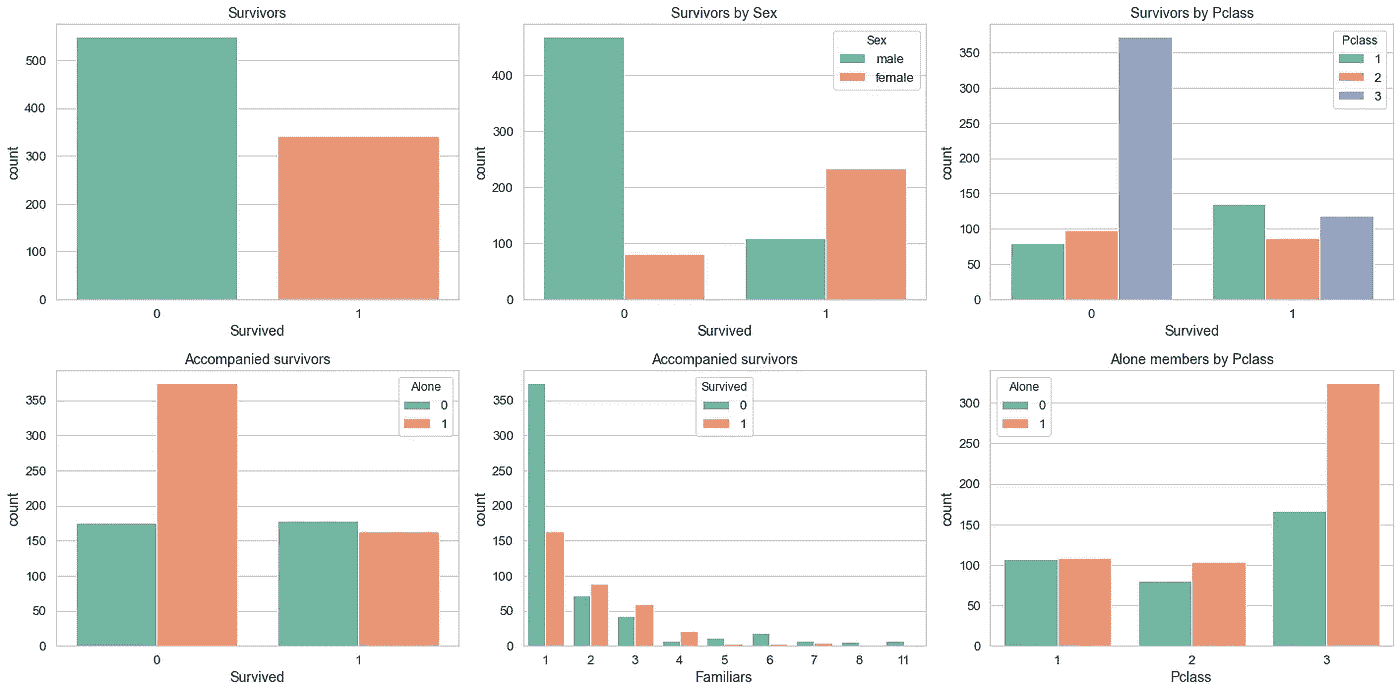 Survivors
count
500
400
300
200
100
0
0 1
Survived
Survivors by Sex
count
400
300
200
100
0
Sex
male
female
0 1
Survived
Survivors by Pclass
count
350
300
250
200
150
100
50
0
Pclass
1
2
3
0 1
Survived
Accompanied survivors
count
350
300
250
200
150
100
50
0
Alone
0
1
0 1
Survived
Accompanied survivors
count
350
300
250
200
150
100
50
0
Survived
0
1
1 2 3 4 5 6 7 8 11
Familiars
Alone members by Pclass
count
300
250
200
150
100
50
0
Alone
0
1
1 2 3
Pclass